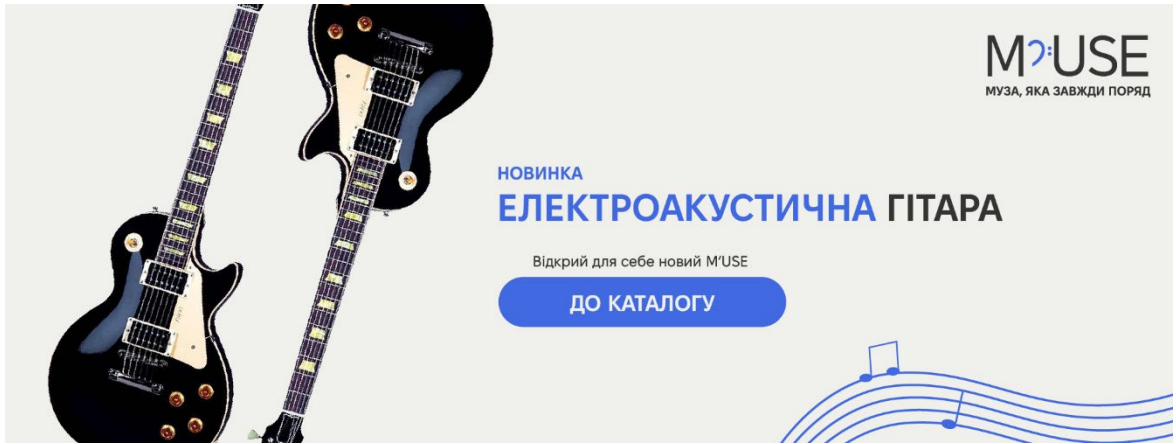 M'USE
МУЗА, ЯКА ЗАВЖДИ ПОРЯД
НОВИНКА
ЕЛЕКТРОАКУСТИЧНА ГІТАРА
Відкрий для себе новий M'USE
ДО КАТАЛОГУ